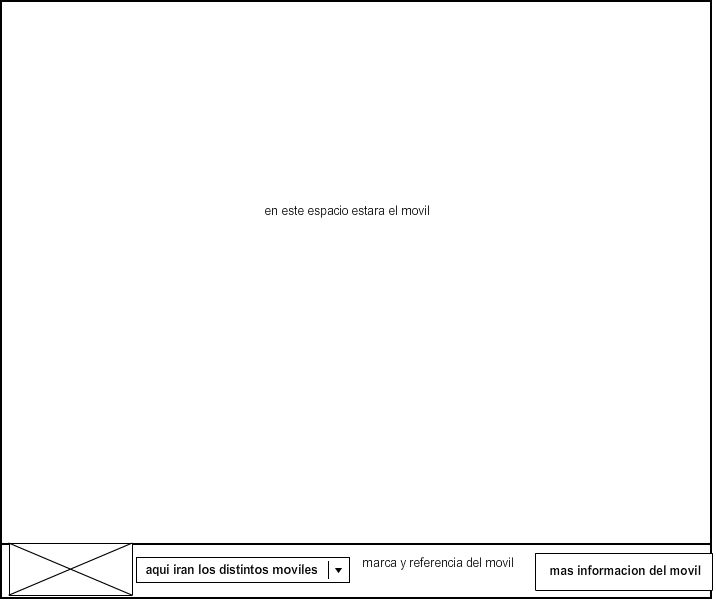 en este espacio estara el movil
aqui iran los distintos moviles
marca y referencia del movil
mas informacion del movil